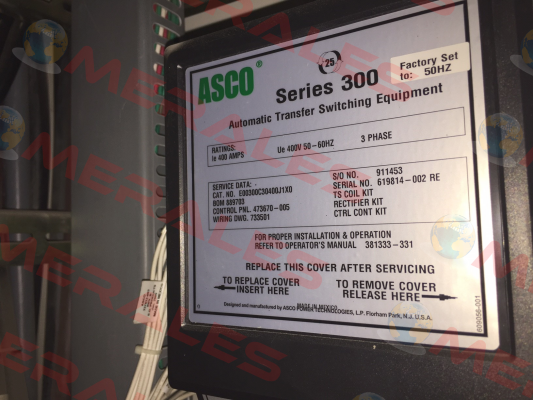 ASCO®
25
Series 300
Factory Set
to: 50HZ
Automatic Transfer Switching Equipment
RATINGS:
Ie 400 AMPS Ue 400V 50-60HZ 3 PHASE
SERVICE DATA: -
CAT. NO. E00300C30400J1XD
BOM 809703
CONTROL PNL. 473670-005
WIRING DWG. 733501
S/O NO. 911453
SERIAL NO. 619814-002 RE
TS COIL KIT
RECTIFIER KIT
CTRL CONT KIT
FOR PROPER INSTALLATION & OPERATION
REFER TO OPERATOR'S MANUAL 381333-331
REPLACE THIS COVER AFTER SERVICING
TO REPLACE COVER
INSERT HERE
TO REMOVE COVER
RELEASE HERE
MADE IN MEXICO
Designed and manufactured by ASCO POWER TECHNOLOGIES, L.P. Florham Park, N.J. U.S.A.
MERALES
MERALES
MERALES